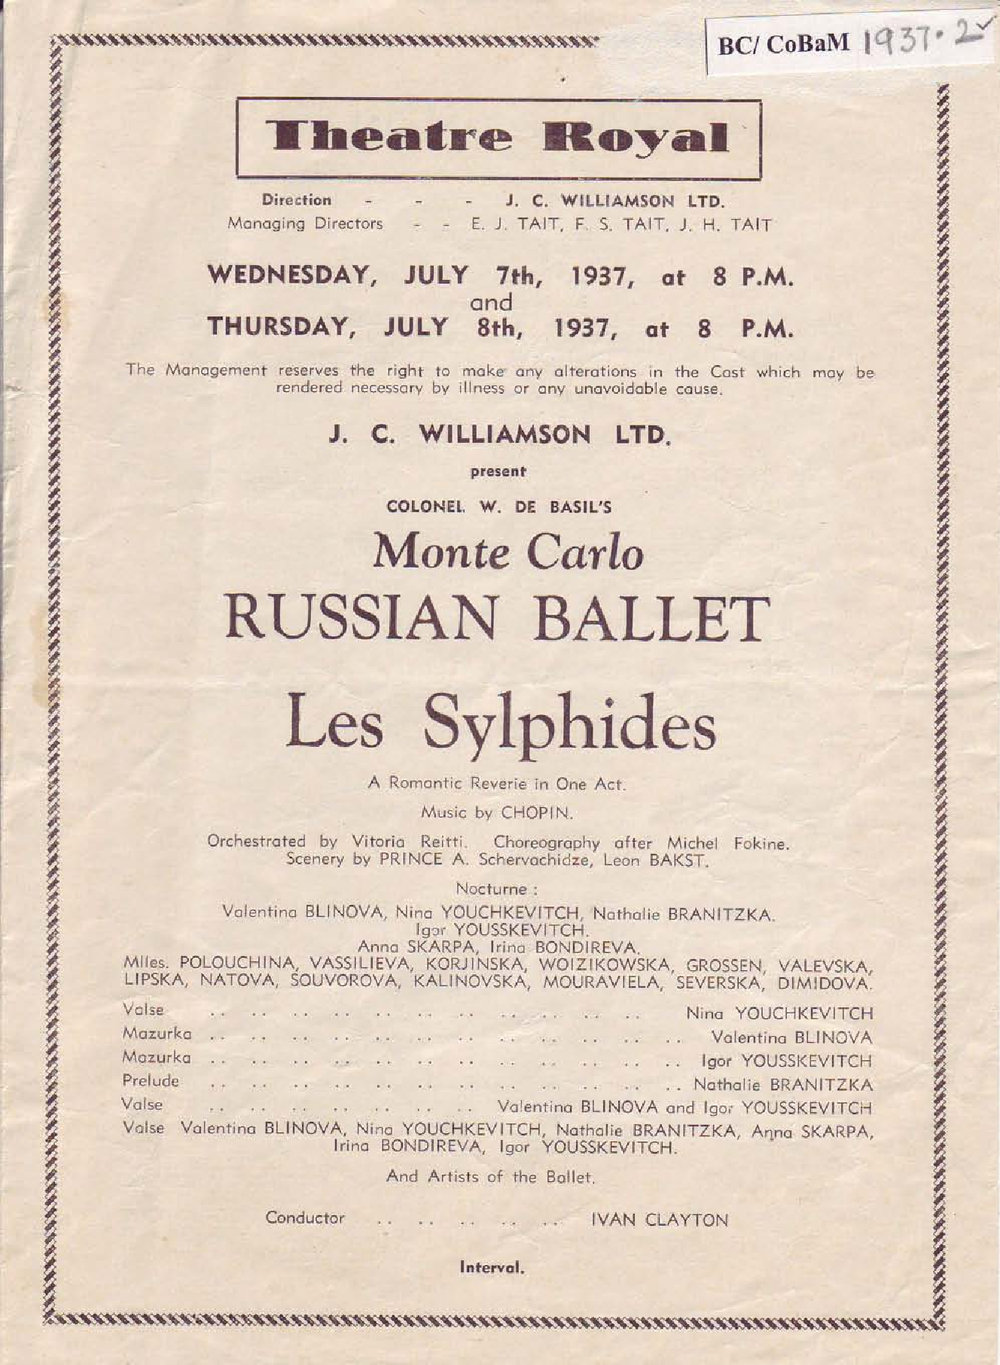 BC/ CoBaM 1937.2✓
Theatre Royal
Direction - - - J. C. WILLIAMSON LTD.
Managing Directors - - E. J. TAIT, F. S. TAIT, J. H. TAIT
WEDNESDAY, JULY 7th, 1937, at 8 P.M.
and
THURSDAY, JULY 8th, 1937, at 8 P.M.
The Management reserves the right to make any alterations in the Cast which may be
rendered necessary by illness or any unavoidable cause.
J. C. WILLIAMSON LTD.
present
COLONEL W. DE BASIL'S
Monte Carlo
RUSSIAN BALLET
Les Sylphides
A Romantic Reverie in One Act.
Music by CHOPIN.
Orchestrated by Vitoria Reitti. Choreography after Michel Fokine.
Scenery by PRINCE A. Schervachidze, Leon BAKST.
Nocturne :
Valentina BLINOVA, Nina YOUCHKEVITCH, Nathalie BRANITZKA.
Igor YOUSSKEVITCH.
Anna SKARPA, Irina BONDIREVA.
Mlles. POLOUCHINA, VASSILIEVA, KORJINSKA, WOIZIKOWSKA, GROSSEN, VALEVSKA,
LIPSKA, NATOVA, SOUVOROVA, KALINOVSKA, MOURAVIELA, SEVERSKA, DIMIDOVA.
Valse .. .. .. .. .. .. .. .. .. .. .. Nina YOUCHKEVITCH
Mazurka .. .. .. .. .. .. .. .. .. .. .. .. Valentina BLINOVA
Mazurka .. .. .. .. .. .. .. .. .. .. .. .. Igor YOUSSKEVITCH
Prelude .. .. .. .. .. .. .. .. .. .. .. .. Nathalie BRANITZKA
Valse .. .. .. .. .. .. .. Valentina BLINOVA and Igor YOUSSKEVITCH
Valse Valentina BLINOVA, Nina YOUCHKEVITCH, Nathalie BRANITZKA, Anna SKARPA,
Irina BONDIREVA, Igor YOUSSKEVITCH.
And Artists of the Ballet.
Conductor .. .. .. .. .. IVAN CLAYTON
Interval.